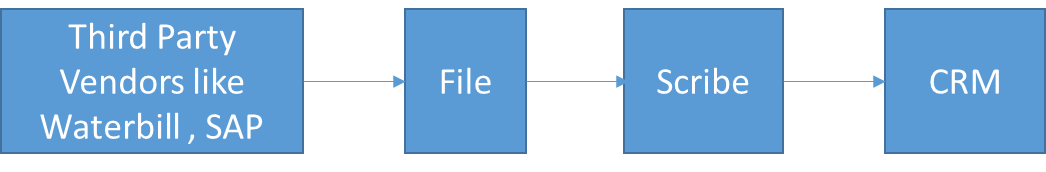 Third Party
Vendors like
Waterbill , SAP
File
Scribe
CRM